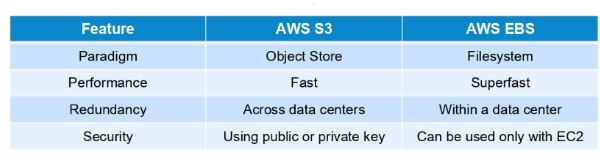 Feature AWS S3 AWS EBS
Paradigm Object Store Filesystem
Performance Fast Superfast
Redundancy Across data centers Within a data center
Security Using public or private key Can be used only with EC2